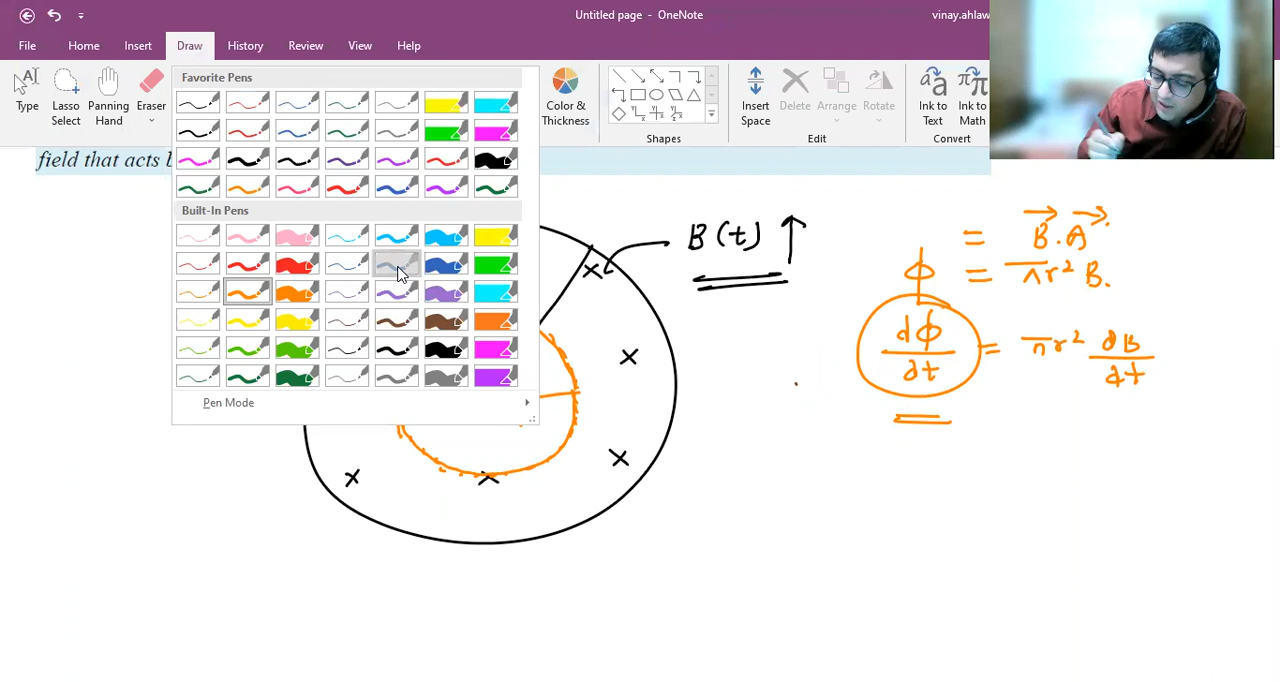 Untitled page - OneNote
vinay.ahlaw
File Home Insert Draw History Review View Help
Type
Lasso Select
Panning Hand
Eraser
Favorite Pens
Built-In Pens
Pen Mode
Color & Thickness
Shapes
Insert Space
Delete
Arrange
Rotate
Edit
Ink to Text
Ink to Math
Convert
field that acts
B(t) ↑
= B⃗.A⃗
ϕ = πr² B.
dϕ/dt = πr² dB/dt